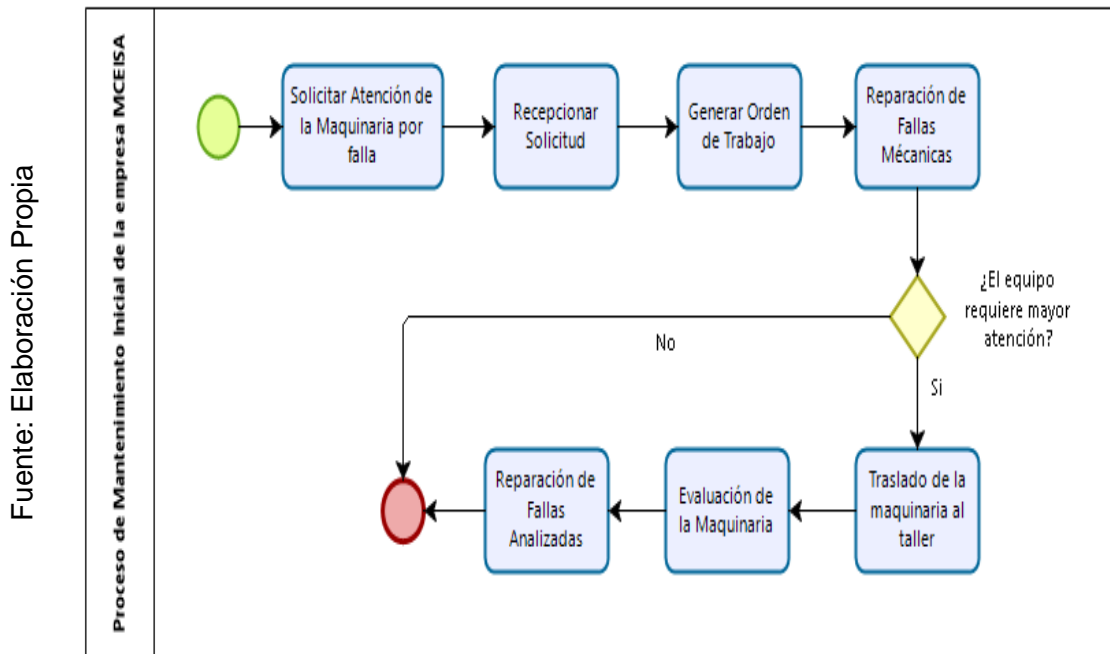 Fuente: Elaboración Propia
Proceso de Mantenimiento Inicial de la empresa MCEISA
Solicitar Atención de
la Maquinaria por
falla
Recepcionar
Solicitud
Generar Orden
de Trabajo
Reparación de
Fallas
Mécanicas
¿El equipo
requiere mayor
atención?
No
Si
Traslado de la
maquinaria al
taller
Evaluación de
la Maquinaria
Reparación de
Fallas
Analizadas